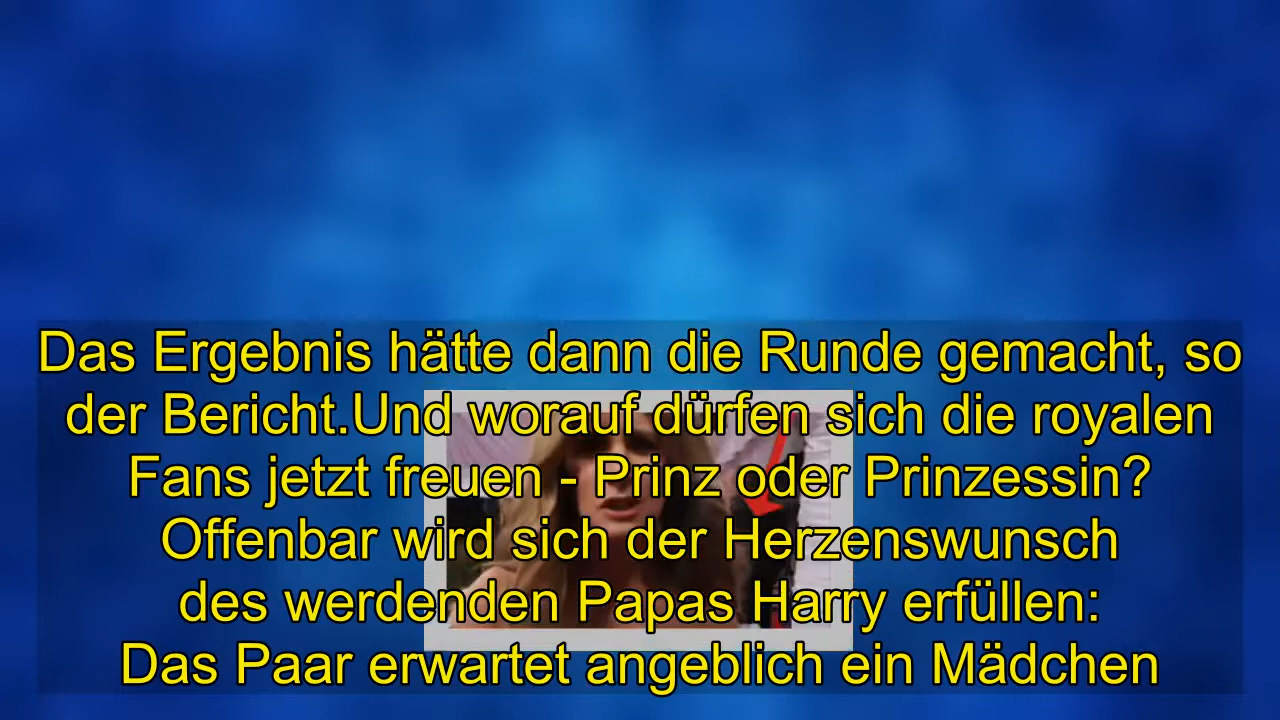 Das Ergebnis hätte dann die Runde gemacht, so
der Bericht.Und worauf dürfen sich die royalen
Fans jetzt freuen - Prinz oder Prinzessin?
Offenbar wird sich der Herzenswunsch
des werdenden Papas Harry erfüllen:
Das Paar erwartet angeblich ein Mädchen